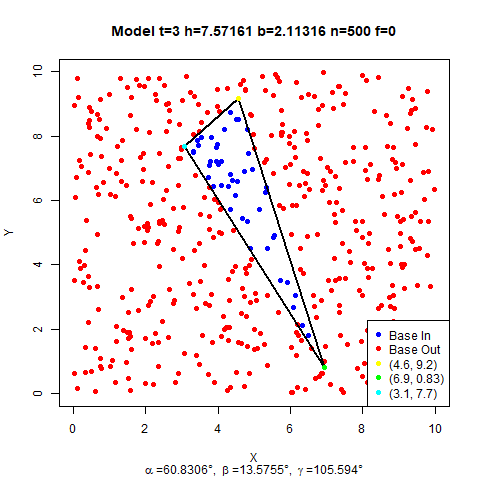 Model t=3 h=7.57161 b=2.11316 n=500 f=0
10
8
6
4
2
0
Y
Base In
Base Out
(4.6, 9.2)
(6.9, 0.83)
(3.1, 7.7)
0 2 4 6 8 10
X
α=60.8306°, β=13.5755°, γ=105.594°